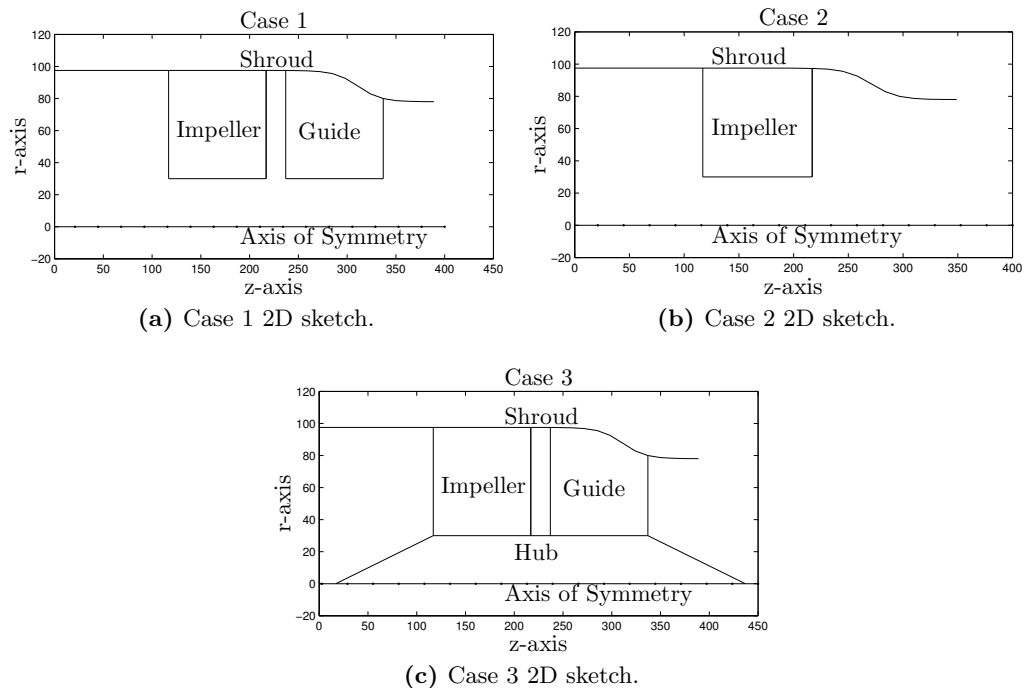 Case 1
120
100
80
60
40
20
0
−20
r-axis
Shroud
Impeller
Guide
Axis of Symmetry
0 50 100 150 200 250 300 350 400 450
z-axis
(a) Case 1 2D sketch.
Case 2
120
100
80
60
40
20
0
−20
r-axis
Shroud
Impeller
Axis of Symmetry
0 50 100 150 200 250 300 350 400
z-axis
(b) Case 2 2D sketch.
Case 3
120
100
80
60
40
20
0
−20
r-axis
Shroud
Impeller
Guide
Hub
Axis of Symmetry
0 50 100 150 200 250 300 350 400 450
z-axis
(c) Case 3 2D sketch.